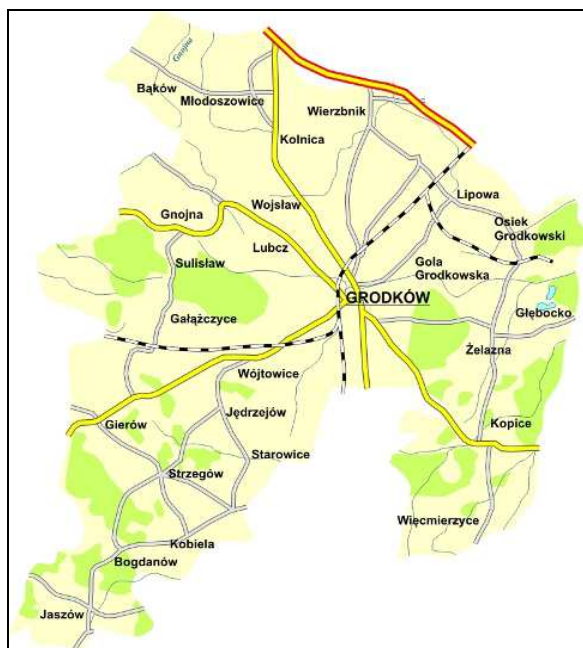 Gnojna
Bąków
Młodoszowice
Wierzbnik
Kolnica
Lipowa
Gnojna
Wojsław
Osiek
Grodkowski
Lubcz
Sulisław
Gola
Grodkowska
GRODKÓW
Gałążczyce
Głębocko
Żelazna
Wójtowice
Jędrzejów
Gierów
Kopice
Starowice
Strzegów
Więcmierzyce
Kobiela
Bogdanów
Jaszów